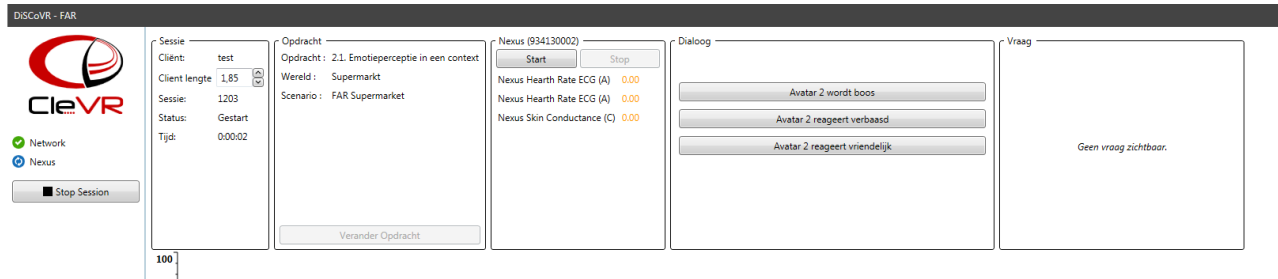 DiSCoVR - FAR
CleVR
Network
Nexus
Stop Session
Sessie
Cliënt: test
Client lengte 1,85
Sessie: 1203
Status: Gestart
Tijd: 0:00:02
Opdracht
Opdracht : 2.1. Emotieperceptie in een context
Wereld : Supermarkt
Scenario : FAR Supermarket
Verander Opdracht
Nexus (934130002)
Start Stop
Nexus Hearth Rate ECG (A) 0.00
Nexus Hearth Rate ECG (A) 0.00
Nexus Skin Conductance (C) 0.00
Dialoog
Avatar 2 wordt boos
Avatar 2 reageert verbaasd
Avatar 2 reageert vriendelijk
Vraag
Geen vraag zichtbaar.
100